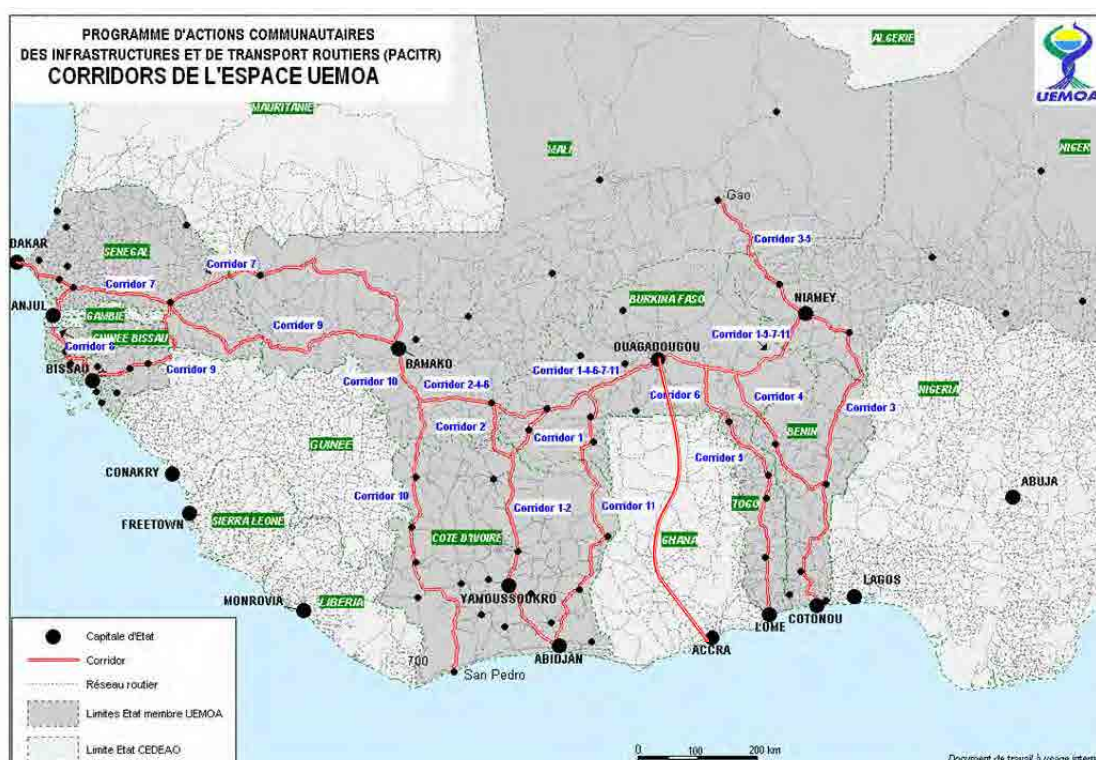 PROGRAMME D'ACTIONS COMMUNAUTAIRES
DES INFRASTRUCTURES ET DE TRANSPORT ROUTIERS (PACITR)
CORRIDORS DE L'ESPACE UEMOA
UEMOA
ALGERIE
MAURITANIE
MALI
NIGER
Gao
DAKAR
SENEGAL
Corridor 7
Corridor 3-5
Corridor 7
BURKINA FASO
NIAMEY
ANJUL
GAMBIE
Corridor 9
GUINEE BISSAU
Corridor 8
Corridor 1-9-7-11
BAMAKO
OUAGADOUGOU
BISSAU
Corridor 9
Corridor 1-4-6-7-11
Corridor 10
Corridor 2-4-6
Corridor 6
Corridor 4
Corridor 3
NIGERIA
Corridor 2
Corridor 1
BENIN
GUINEE
Corridor 5
CONAKRY
Corridor 10
Corridor 1-2
Corridor 11
TOGO
ABUJA
FREETOWN
SIERRA LEONE
COTE D'IVOIRE
GHANA
LAGOS
YAMOUSSOUKRO
MONROVIA
LIBERIA
LOME
COTONOU
ACCRA
ABIDJAN
700
San Pedro
Capitale d'Etat
Corridor
Réseau routier
Limites Etat membre UEMOA
Limite Etat CEDEAO
0 100 200 km
Document de travail à usage intern